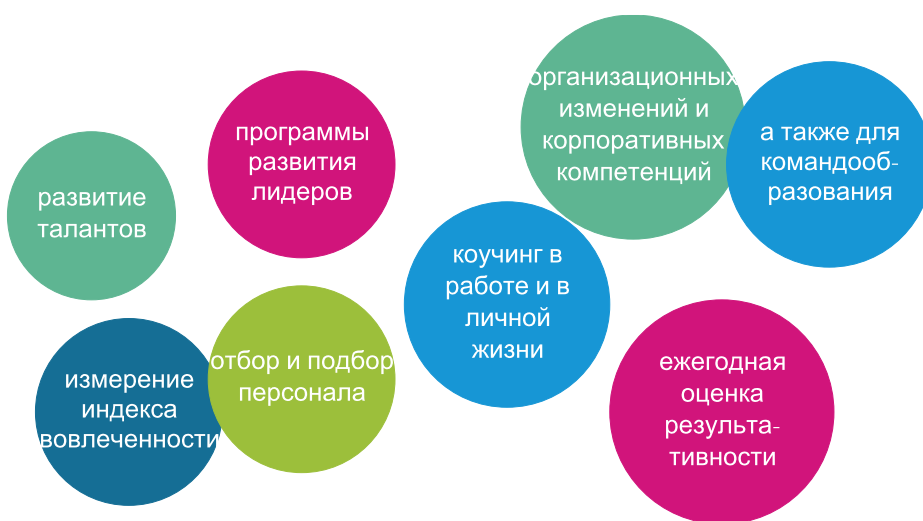 развитие
талантов
программы
развития
лидеров
организационных
изменений и
корпоративных
компетенций
а также для
командооб-
разования
коучинг в
работе и в
личной
жизни
измерение
индекса
вовлеченности
отбор и подбор
персонала
ежегодная
оценка
результа-
тивности